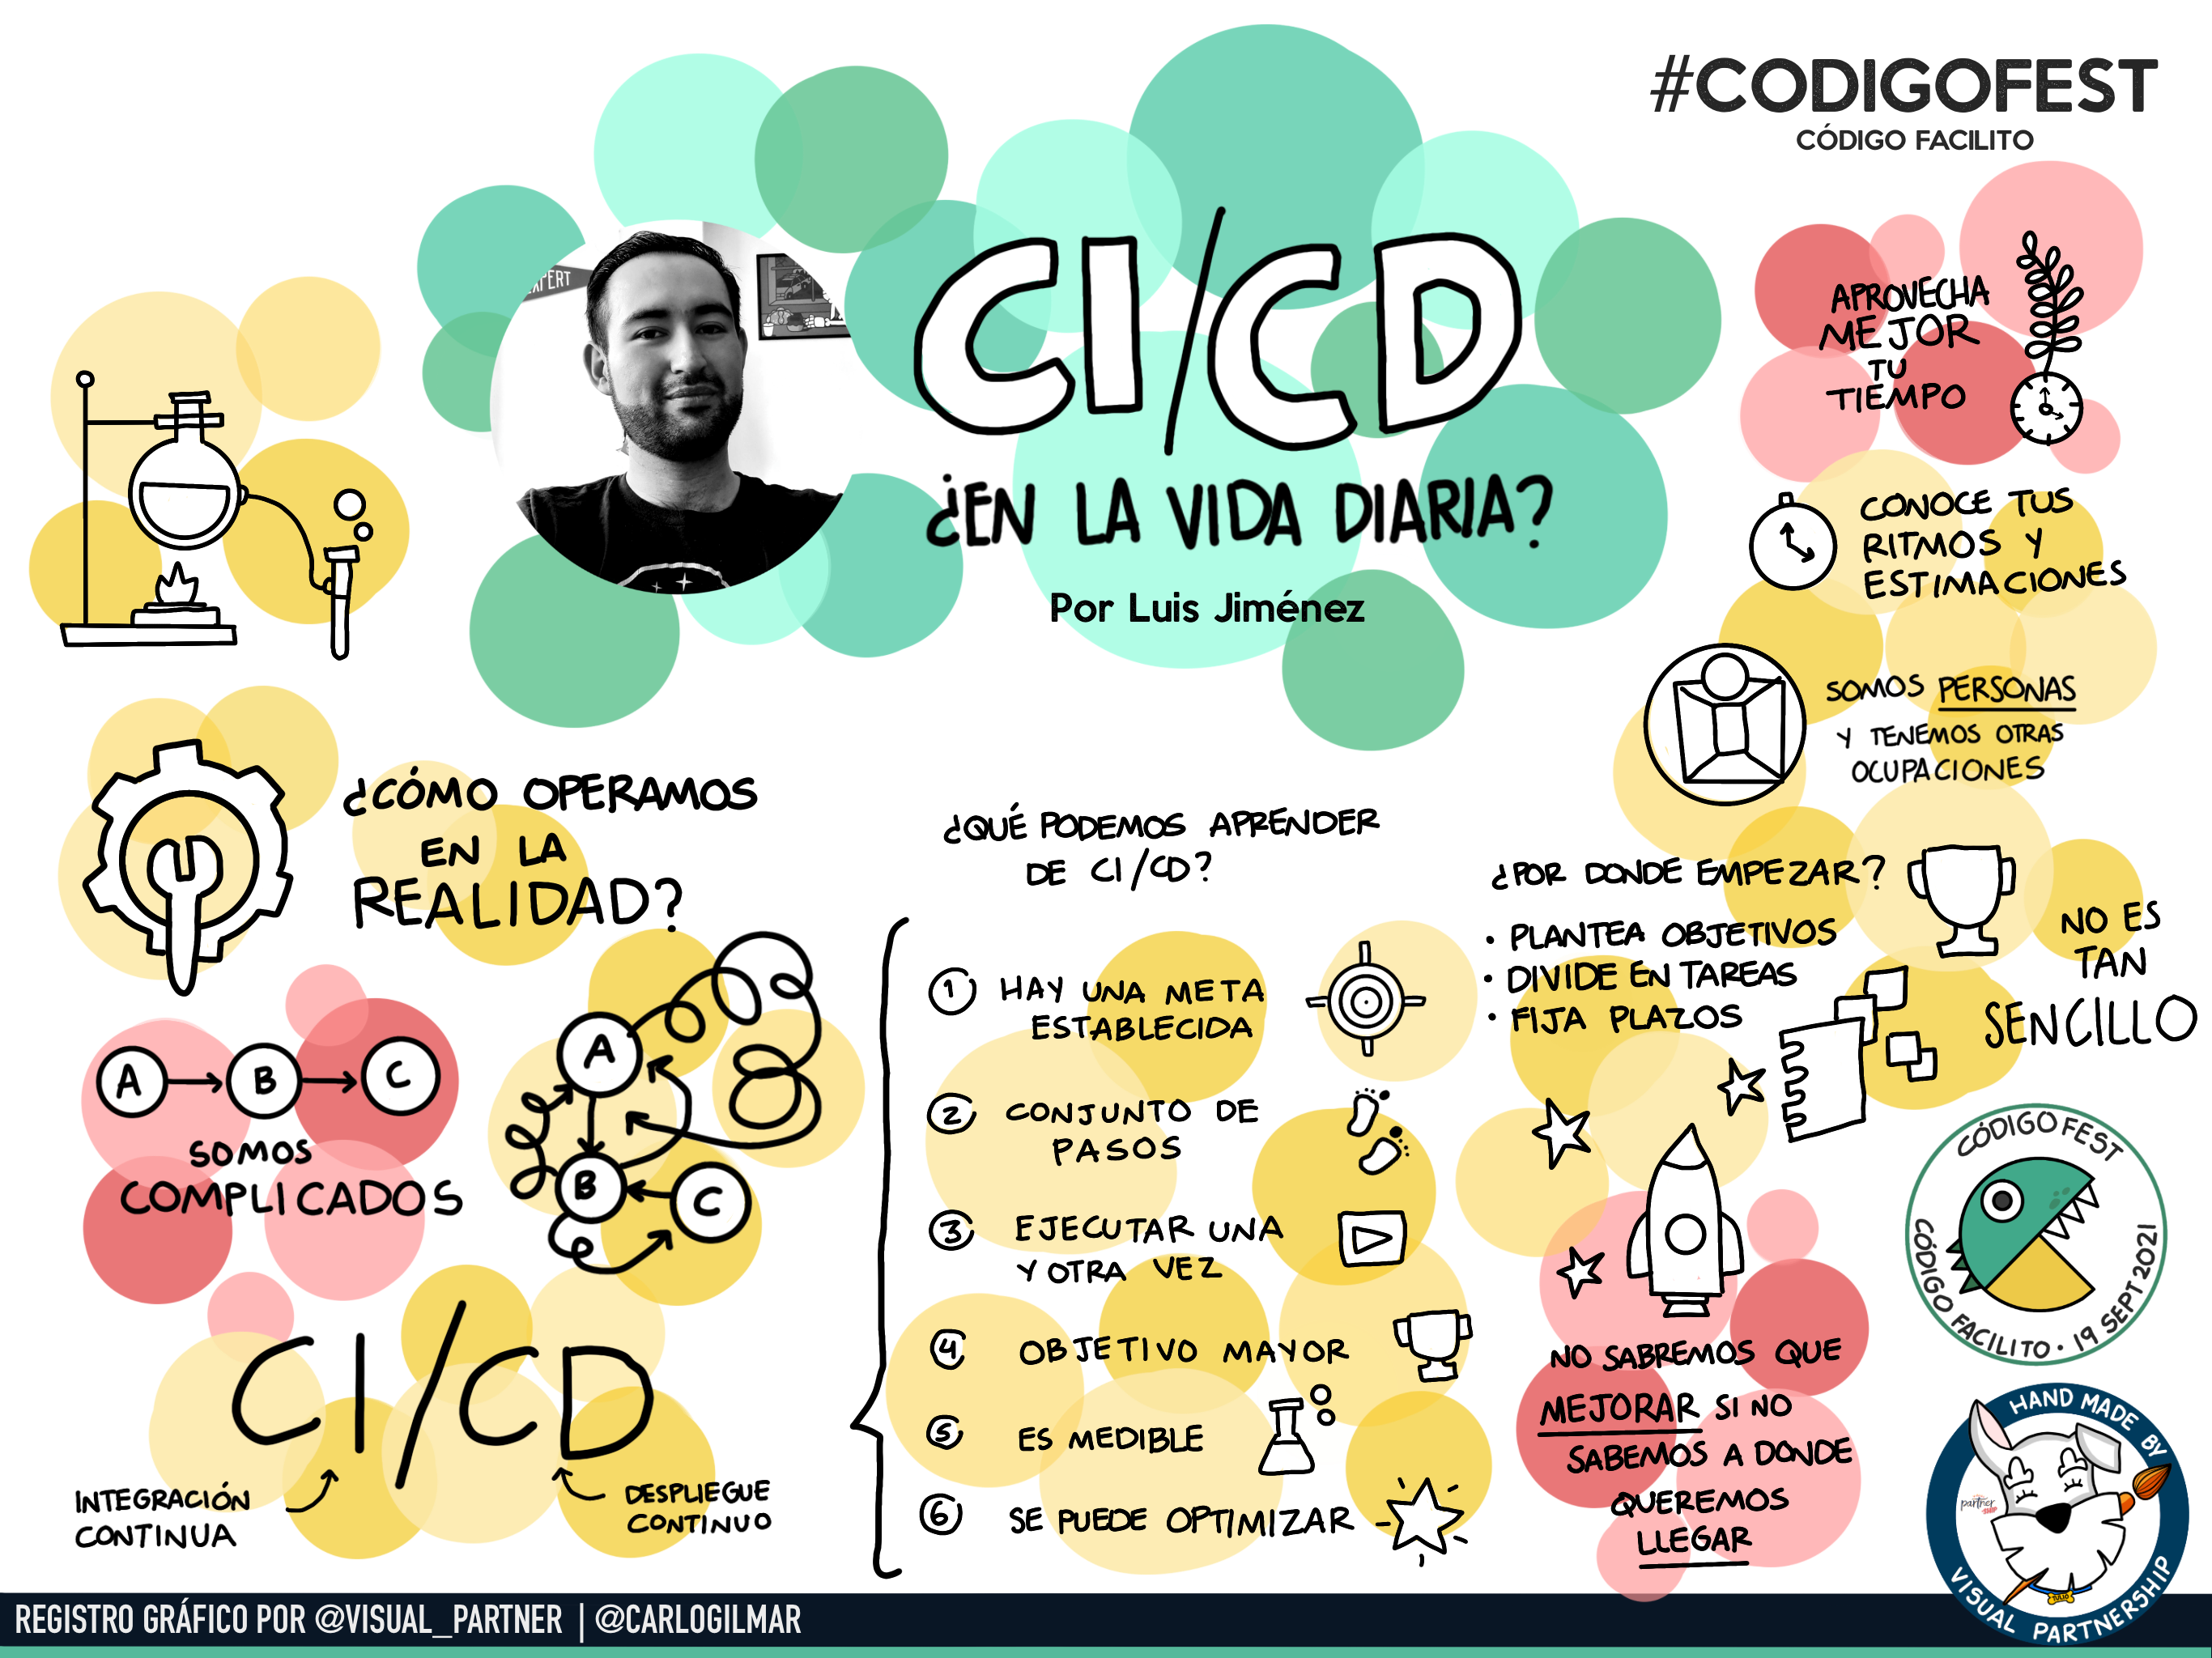 #CODIGOFEST
CÓDIGO FACILITO
XPERT
CI/CD
¿EN LA VIDA DIARIA?
Por Luis Jiménez
¿CÓMO OPERAMOS
EN LA
REALIDAD?
A
B
C
SOMOS
COMPLICADOS
A
B
C
CI/CD
INTEGRACIÓN
CONTINUA
DESPLIEGUE
CONTINUO
¿QUÉ PODEMOS APRENDER
DE CI/CD?
1 HAY UNA META
ESTABLECIDA
2 CONJUNTO DE
PASOS
3 EJECUTAR UNA
Y OTRA VEZ
4 OBJETIVO MAYOR
5 ES MEDIBLE
6 SE PUEDE OPTIMIZAR
APROVECHA
MEJOR
TU
TIEMPO
CONOCE TUS
RITMOS Y
ESTIMACIONES
SOMOS PERSONAS
Y TENEMOS OTRAS
OCUPACIONES
¿POR DONDE EMPEZAR?
• PLANTEA OBJETIVOS
• DIVIDE EN TAREAS
• FIJA PLAZOS
NO ES
TAN
SENCILLO
NO SABREMOS QUE
MEJORAR SI NO
SABEMOS A DONDE
QUEREMOS
LLEGAR
CÓDIGO FEST
CÓDIGO FACILITO • 19 SEPT 2021
HAND MADE BY
partner
VISUAL PARTNERSHIP
REGISTRO GRÁFICO POR @VISUAL_PARTNER | @CARLOGILMAR